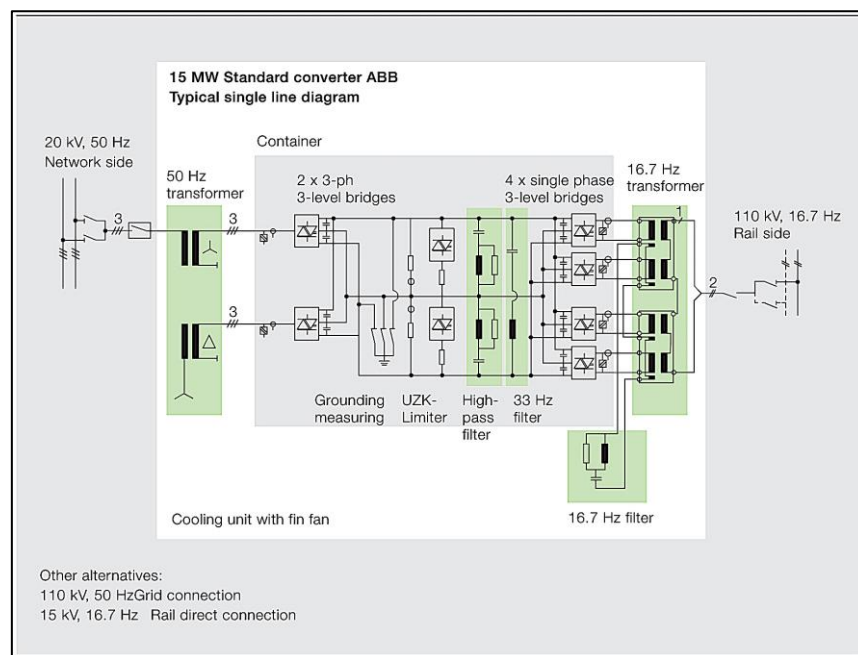 15 MW Standard converter ABB
Typical single line diagram
20 kV, 50 Hz
Network side
50 Hz
transformer
Container
2 x 3-ph
3-level bridges
4 x single phase
3-level bridges
16.7 Hz
transformer
110 kV, 16.7 Hz
Rail side
3
3
3
1
2
Grounding
measuring
UZK-
Limiter
High-
pass
filter
33 Hz
filter
16.7 Hz filter
Cooling unit with fin fan
Other alternatives:
110 kV, 50 HzGrid connection
15 kV, 16.7 Hz Rail direct connection